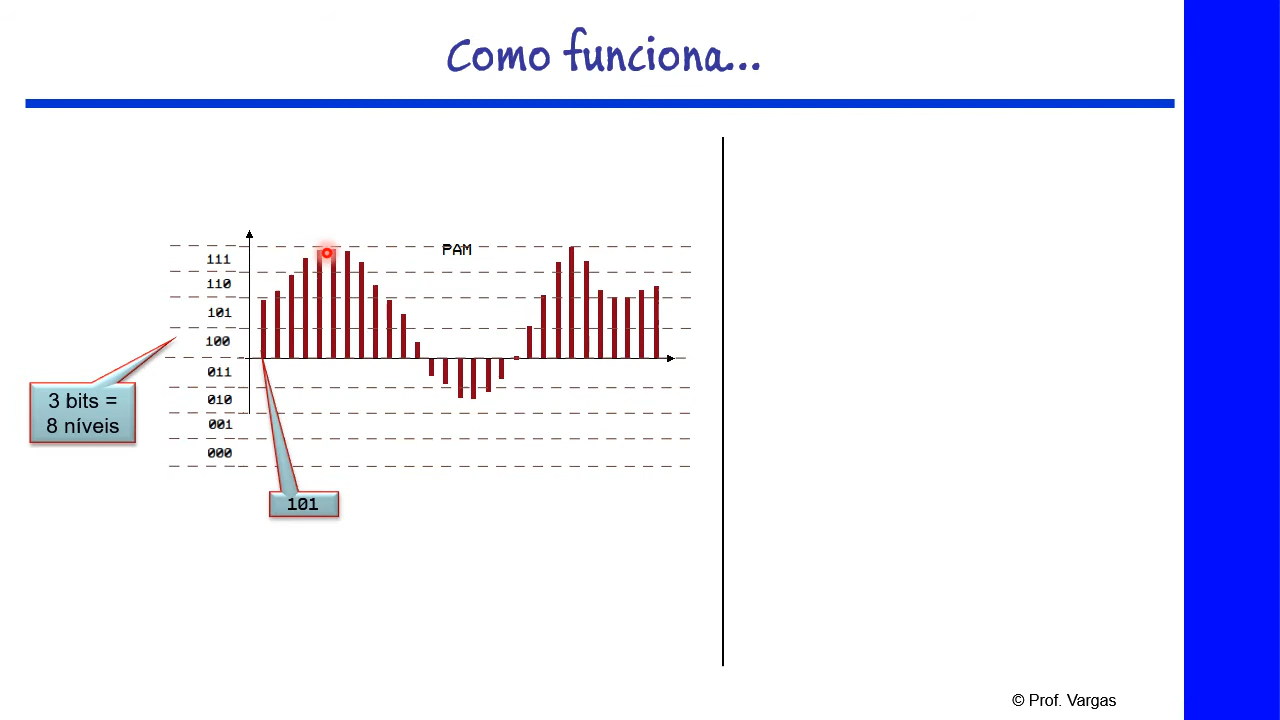 Como funciona...
PAM
111
110
101
100
011
010
001
000
3 bits =
8 níveis
101
© Prof. Vargas